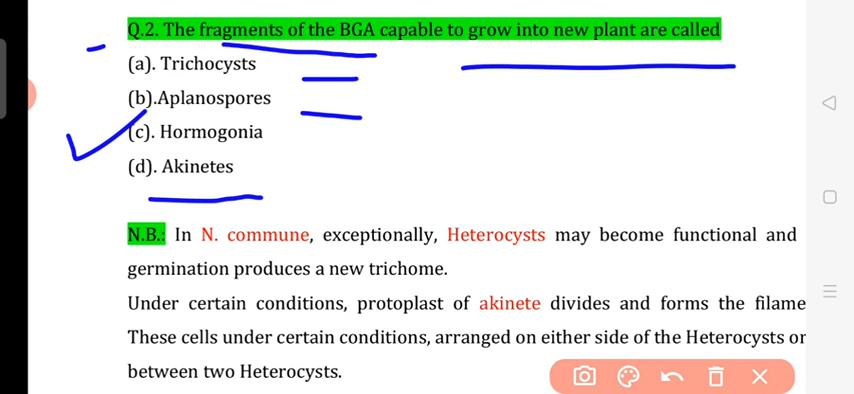 Q.2. The fragments of the BGA capable to grow into new plant are called
(a). Trichocysts
(b).Aplanospores
(c). Hormogonia
(d). Akinetes
N.B.: In N. commune, exceptionally, Heterocysts may become functional and
germination produces a new trichome.
Under certain conditions, protoplast of akinete divides and forms the filame
These cells under certain conditions, arranged on either side of the Heterocysts or
between two Heterocysts.